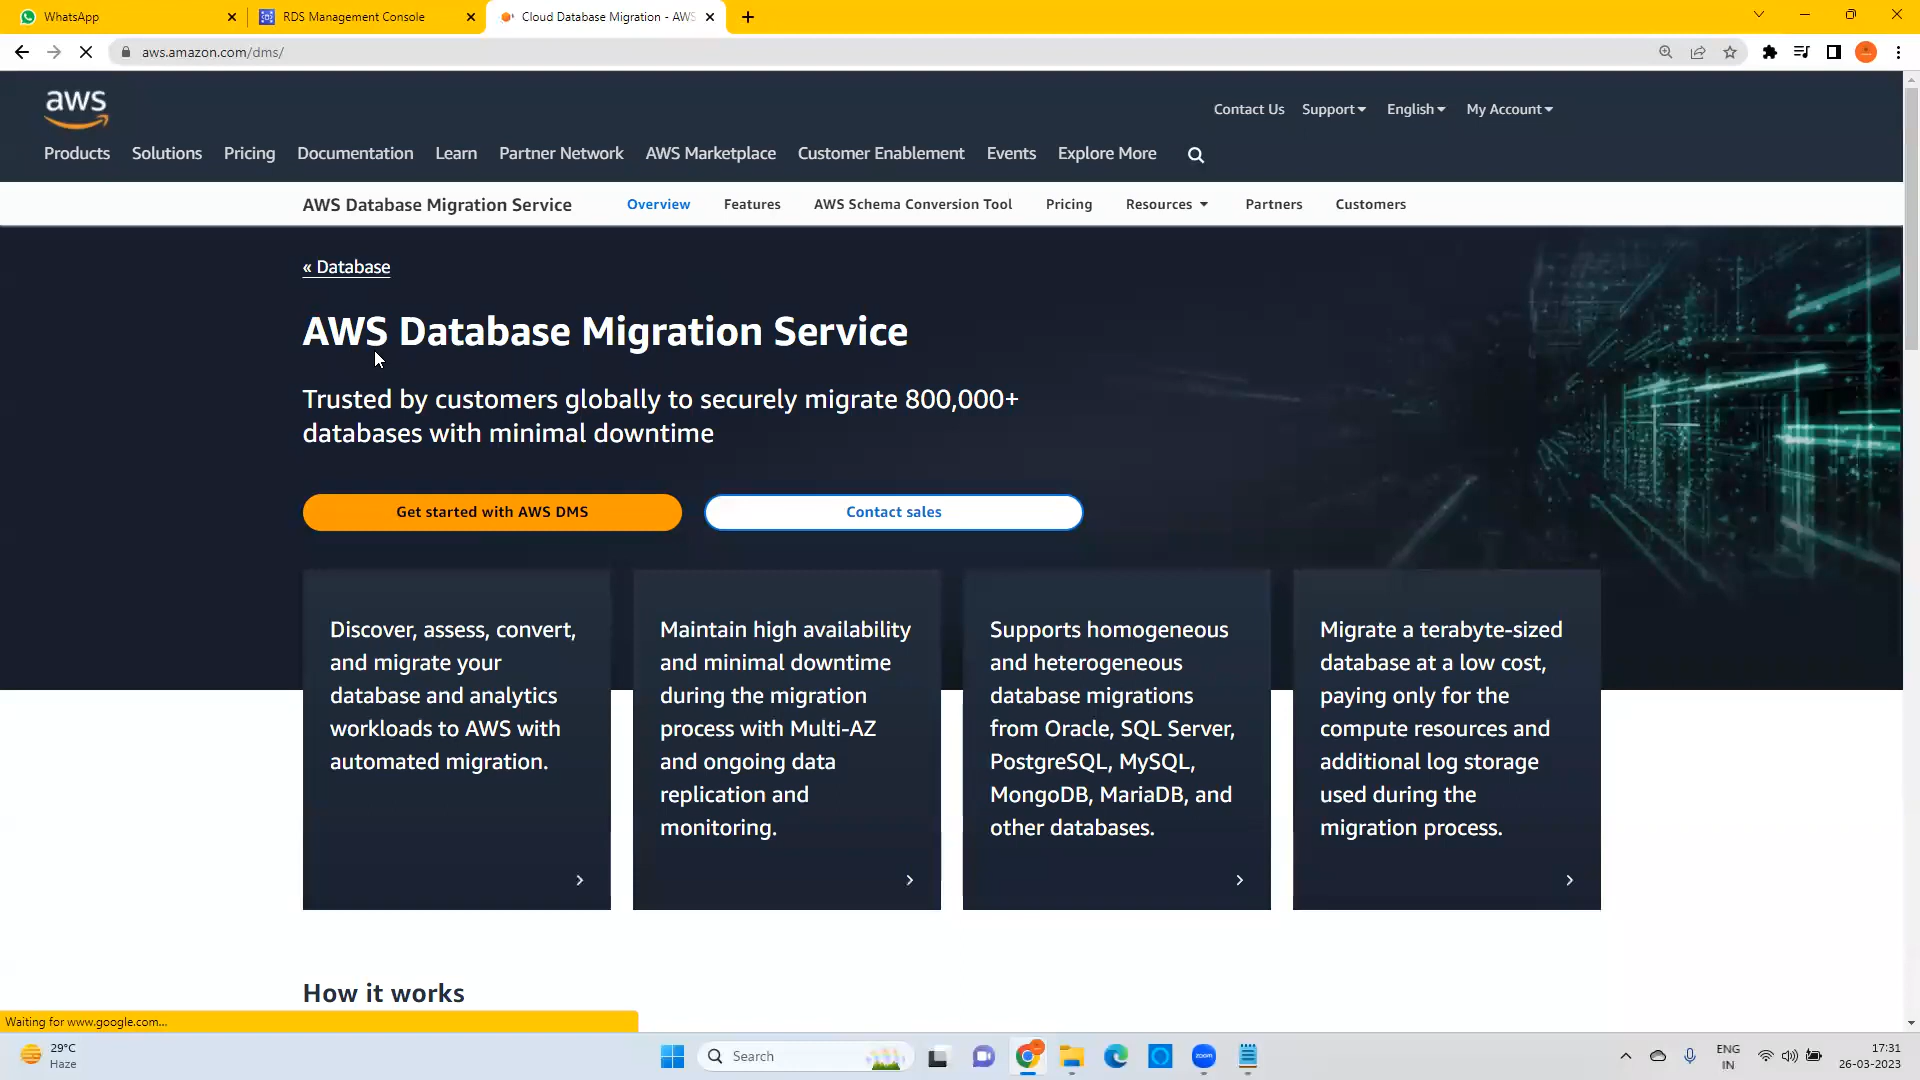 WhatsApp
RDS Management Console
Cloud Database Migration - AWS
aws.amazon.com/dms/
aws
Contact Us
Support
English
My Account
Products
Solutions
Pricing
Documentation
Learn
Partner Network
AWS Marketplace
Customer Enablement
Events
Explore More
AWS Database Migration Service
Overview
Features
AWS Schema Conversion Tool
Pricing
Resources
Partners
Customers
« Database
AWS Database Migration Service
Trusted by customers globally to securely migrate 800,000+
databases with minimal downtime
Get started with AWS DMS
Contact sales
Discover, assess, convert,
and migrate your
database and analytics
workloads to AWS with
automated migration.
Maintain high availability
and minimal downtime
during the migration
process with Multi-AZ
and ongoing data
replication and
monitoring.
Supports homogeneous
and heterogeneous
database migrations
from Oracle, SQL Server,
PostgreSQL, MySQL,
MongoDB, MariaDB, and
other databases.
Migrate a terabyte-sized
database at a low cost,
paying only for the
compute resources and
additional log storage
used during the
migration process.
How it works
Waiting for www.google.com...
29°C
Haze
Search
zoom
ENG
IN
17:31
26-03-2023